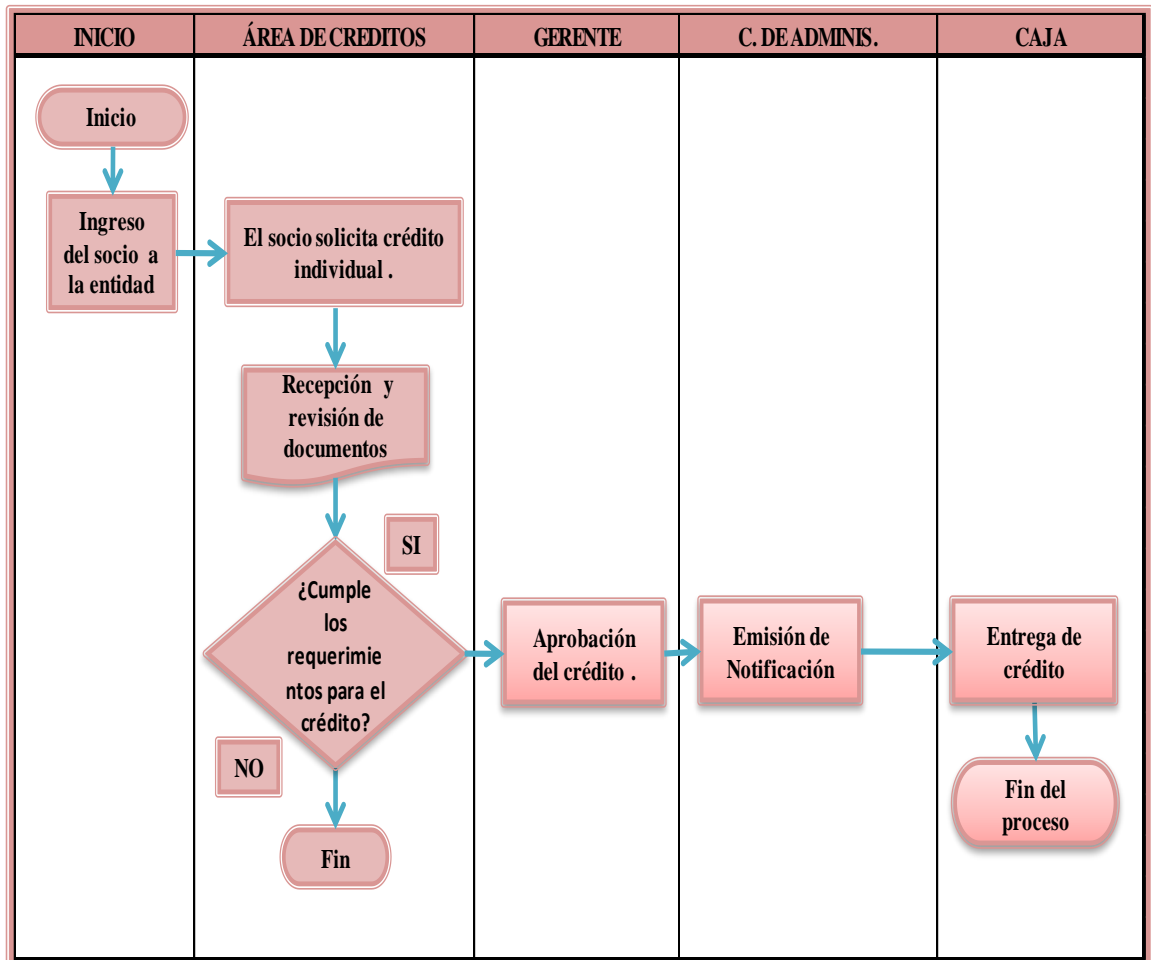 INICIO
ÁREA DE CREDITOS
GERENTE
C. DE ADMINIS.
CAJA
Inicio
Ingreso
del socio a
la entidad
El socio solicita crédito
individual .
Recepción y
revisión de
documentos
SI
¿Cumple
los
requerimie
ntos para el
crédito?
NO
Fin
Aprobación
del crédito .
Emisión de
Notificación
Entrega de
crédito
Fin del
proceso